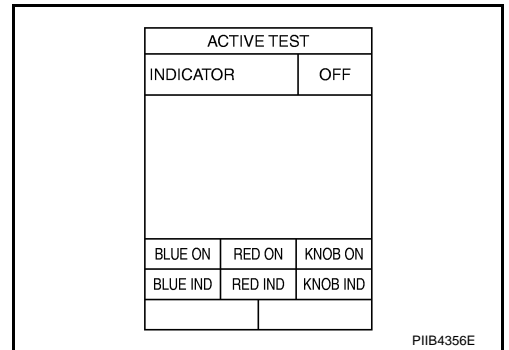 ACTIVE TEST
INDICATOR OFF
BLUE ON RED ON KNOB ON
BLUE IND RED IND KNOB IND
PIIB4356E